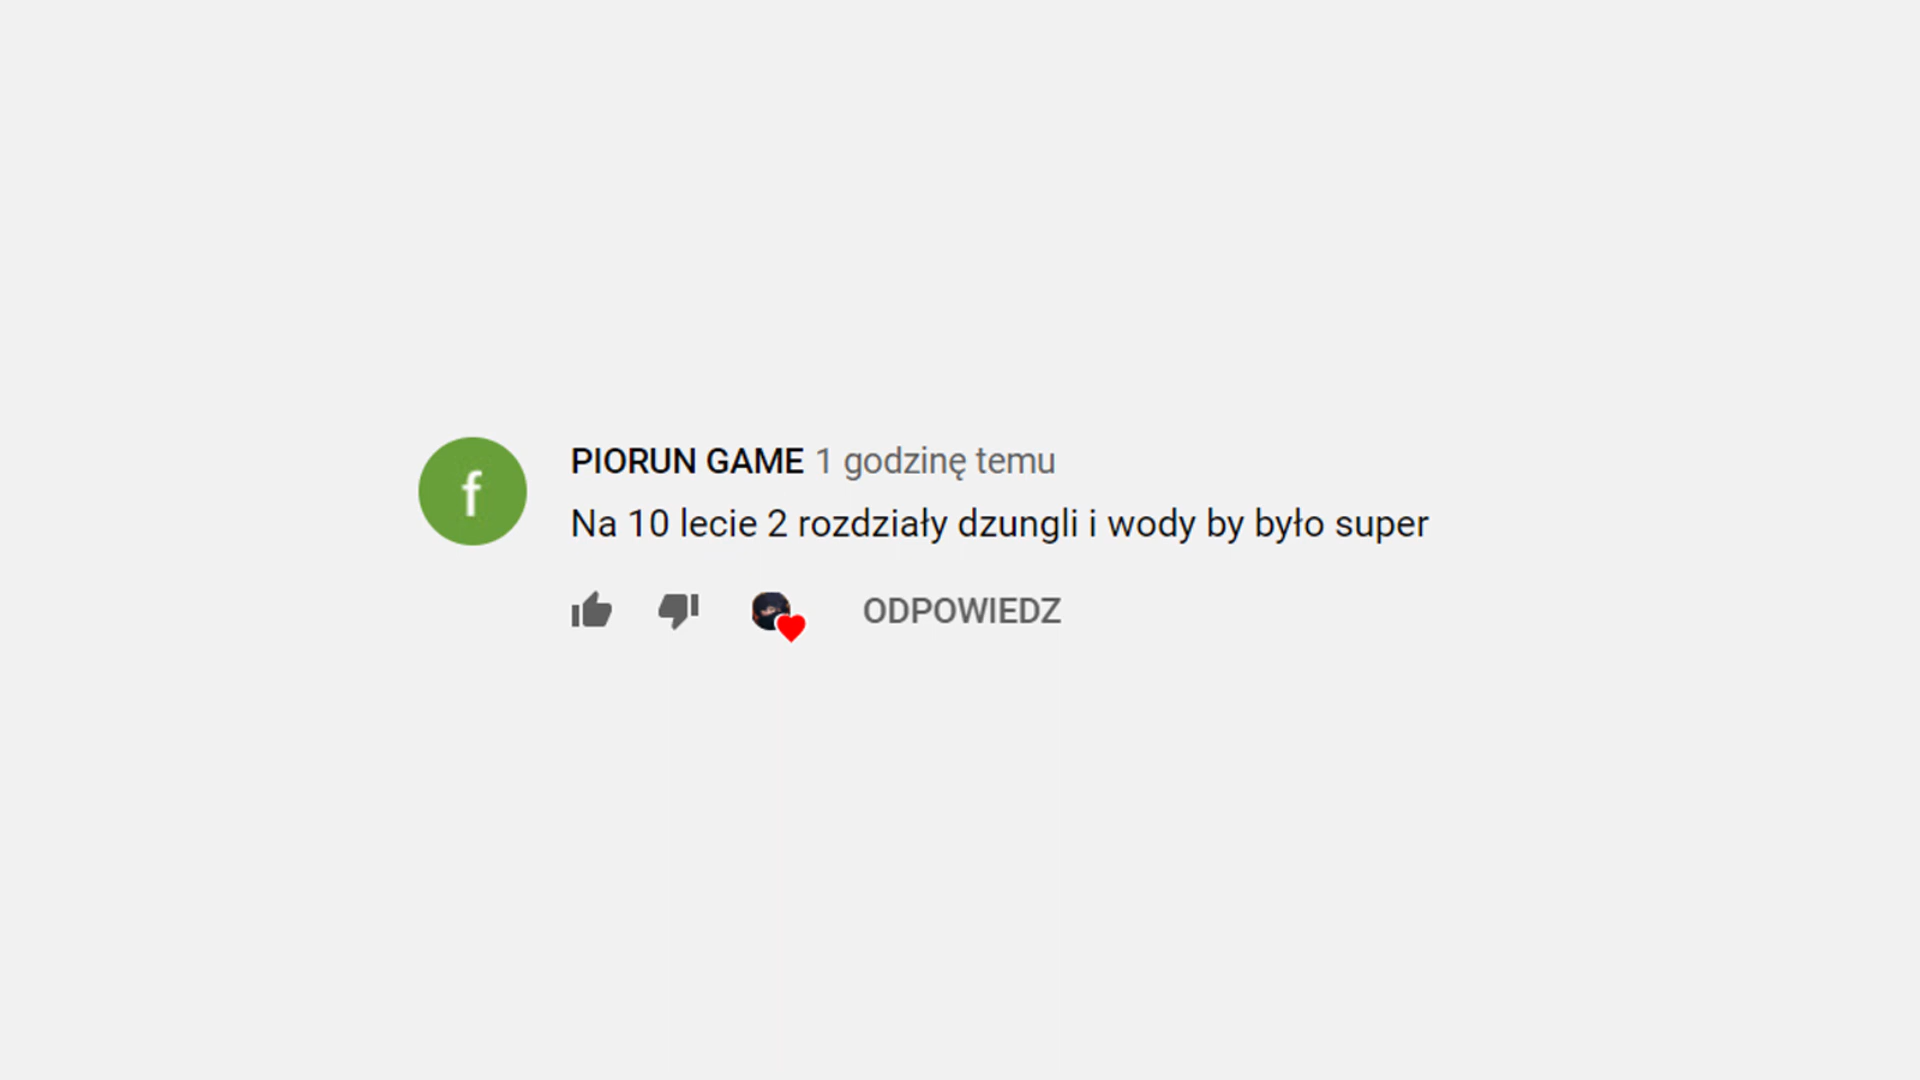 f
PIORUN GAME 1 godzinę temu
Na 10 lecie 2 rozdziały dzungli i wody by było super
ODPOWIEDZ